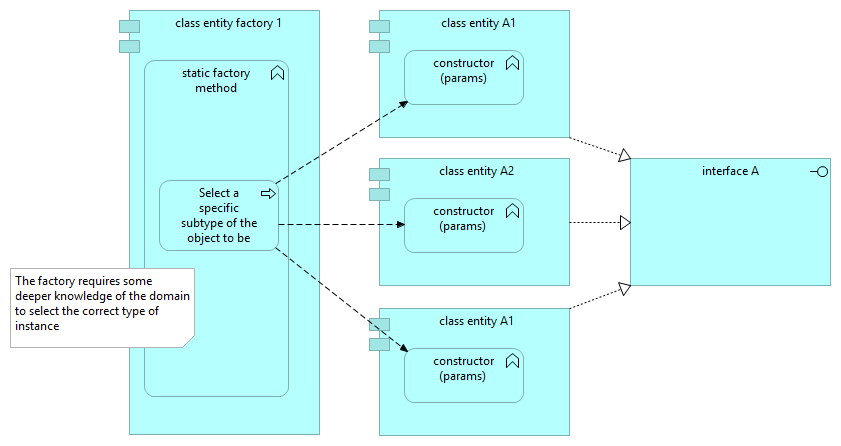 class entity factory 1
static factory
method
Select a
specific
subtype of the
object to be
The factory requires some
deeper knowledge of the domain
to select the correct type of
instance
class entity A1
constructor
(params)
class entity A2
constructor
(params)
class entity A1
constructor
(params)
interface A